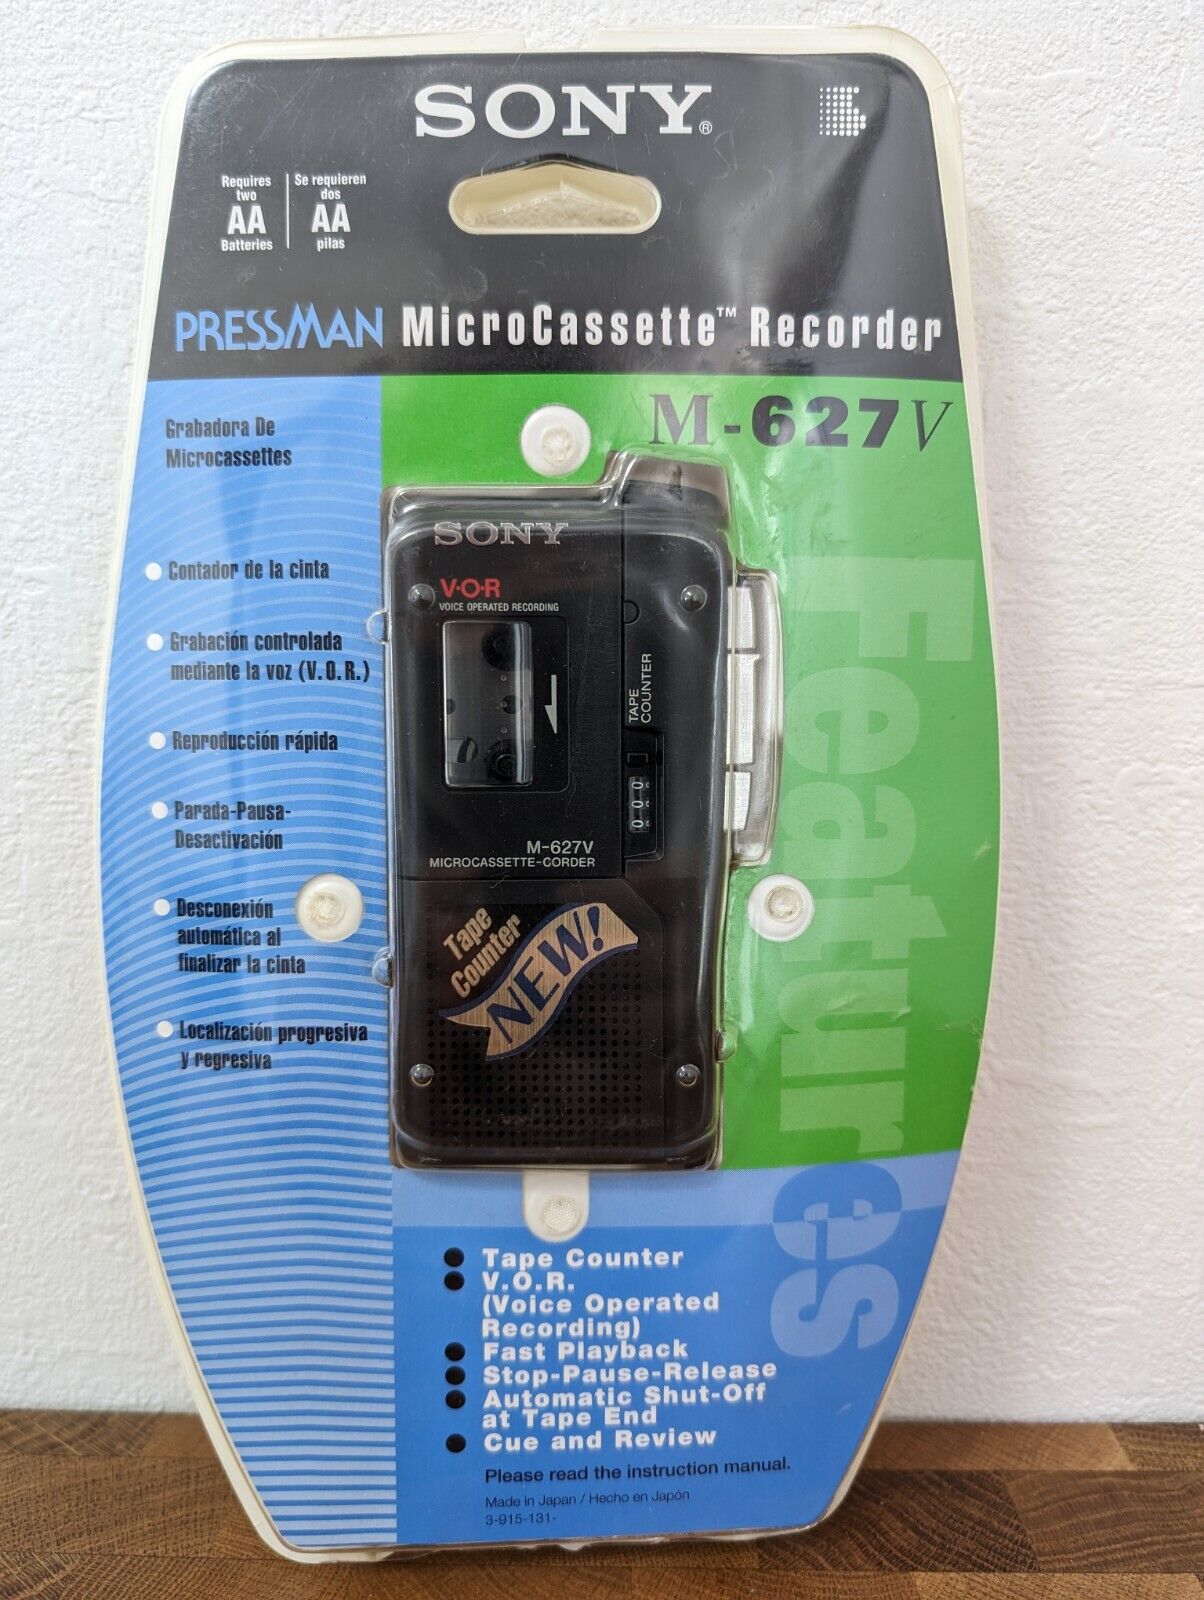 SONY®
Requires
two
AA
Batteries
Se requieren
dos
AA
pilas
PRESSMAN MicroCassette™ Recorder
M-627V
Grabadora De
Microcassettes
Contador de la cinta
Grabación controlada
mediante la voz (V.O.R.)
Reproducción rápida
Parada-Pausa-
Desactivación
Desconexión
automática al
finalizar la cinta
Localización progresiva
y regresiva
SONY
V·O·R
VOICE OPERATED RECORDING
TAPE
COUNTER
000
M-627V
MICROCASSETTE-CORDER
Tape
Counter
NEW!
Features
Tape Counter
V.O.R.
(Voice Operated
Recording)
Fast Playback
Stop-Pause-Release
Automatic Shut-Off
at Tape End
Cue and Review
Please read the instruction manual.
Made in Japan / Hecho en Japón
3-915-131-